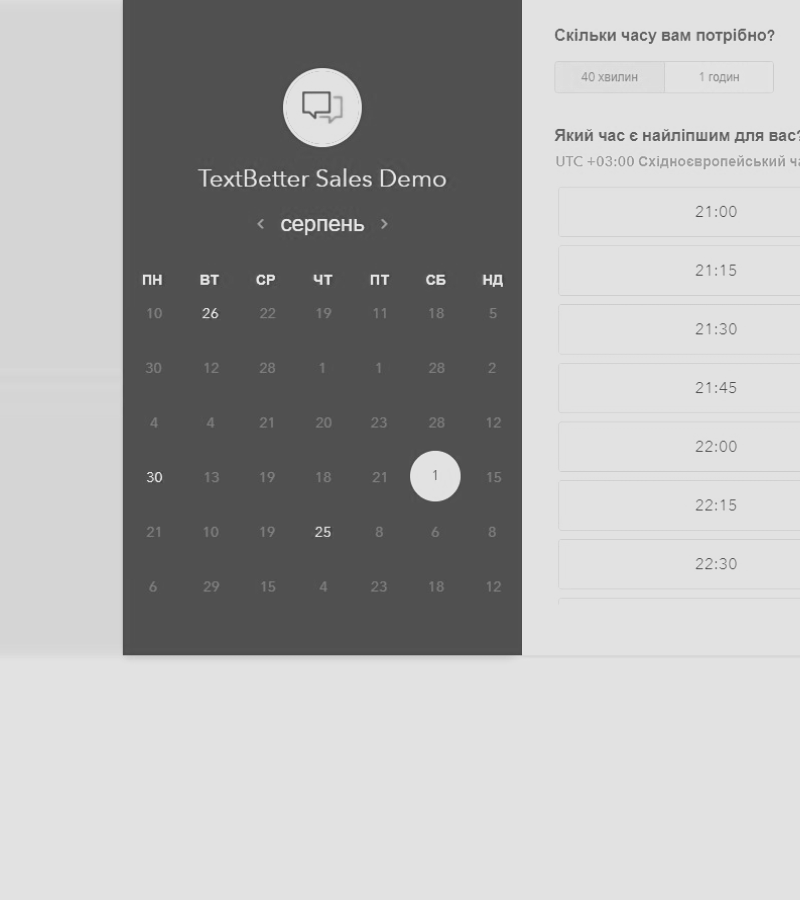 TextBetter Sales Demo
‹ серпень ›
ПН ВТ СР ЧТ ПТ СБ НД
10 26 22 19 11 18 5
30 12 28 1 1 28 2
4 4 21 20 23 28 12
30 13 19 18 21 1 15
21 10 19 25 8 6 8
6 29 15 4 23 18 12
Скільки часу вам потрібно?
40 хвилин 1 годин
Який час є найліпшим для вас?
UTC +03:00 Східноєвропейський
21:00
21:15
21:30
21:45
22:00
22:15
22:30